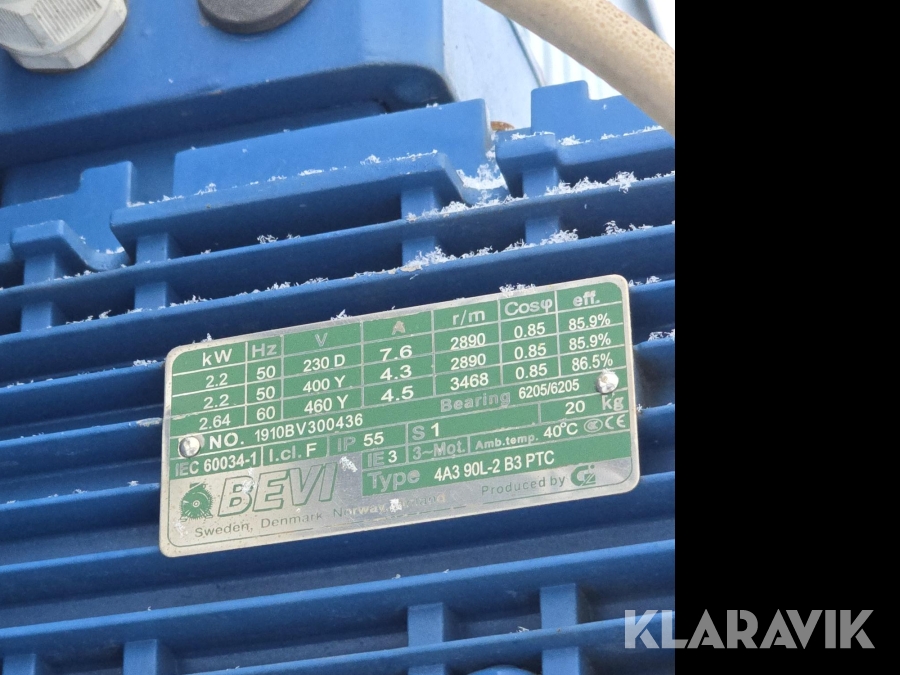 kW Hz V A r/m Cosφ eff.
2.2 50 230 D 7.6 2890 0.85 85.9%
2.2 50 400 Y 4.3 2890 0.85 85.9%
2.64 60 460 Y 4.5 3468 0.85 86.5%
NO. 1910BV300436 Bearing 6205/6205
IEC 60034-1 I.cl. F IP 55 S 1 20 kg
IE 3 3~Mot. Amb.temp. 40°C CCC CE
BEVI Type 4A3 90L-2 B3 PTC
Sweden, Denmark, Norway, Produced by
KLARAVIK